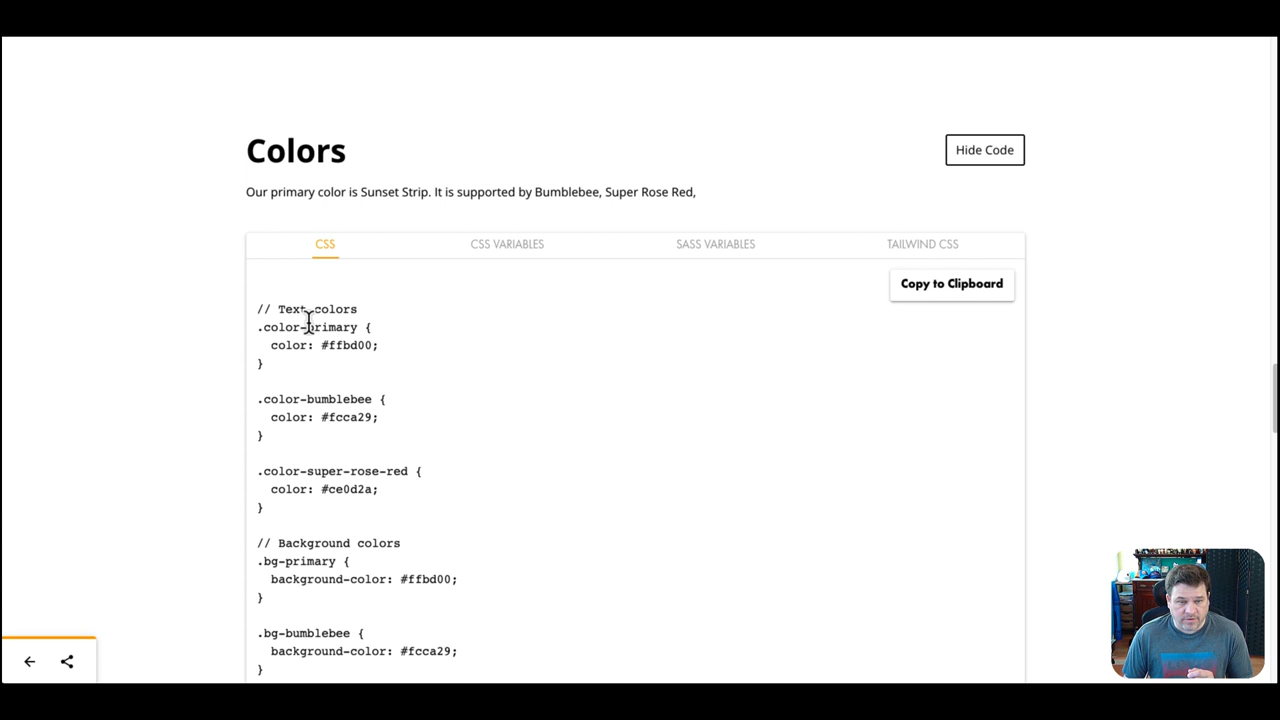 Colors
Hide Code
Our primary color is Sunset Strip. It is supported by Bumblebee, Super Rose Red,
CSS
CSS VARIABLES
SASS VARIABLES
TAILWIND CSS
Copy to Clipboard
// Text colors
.color-primary {
  color: #ffbd00;
}
.color-bumblebee {
  color: #fcca29;
}
.color-super-rose-red {
  color: #ce0d2a;
}
// Background colors
.bg-primary {
  background-color: #ffbd00;
}
.bg-bumblebee {
  background-color: #fcca29;
}